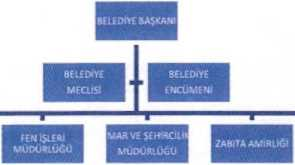 BELEDİYE BAŞKANI
BELEDİYE
MECLİSİ
BELEDİYE
ENCÜMENİ
FEN İŞLERİ
MÜDÜRLÜĞÜ
MAR VE ŞEHİRCİLİK
MÜDÜRLÜĞÜ
ZABITA AMİRLİĞİ